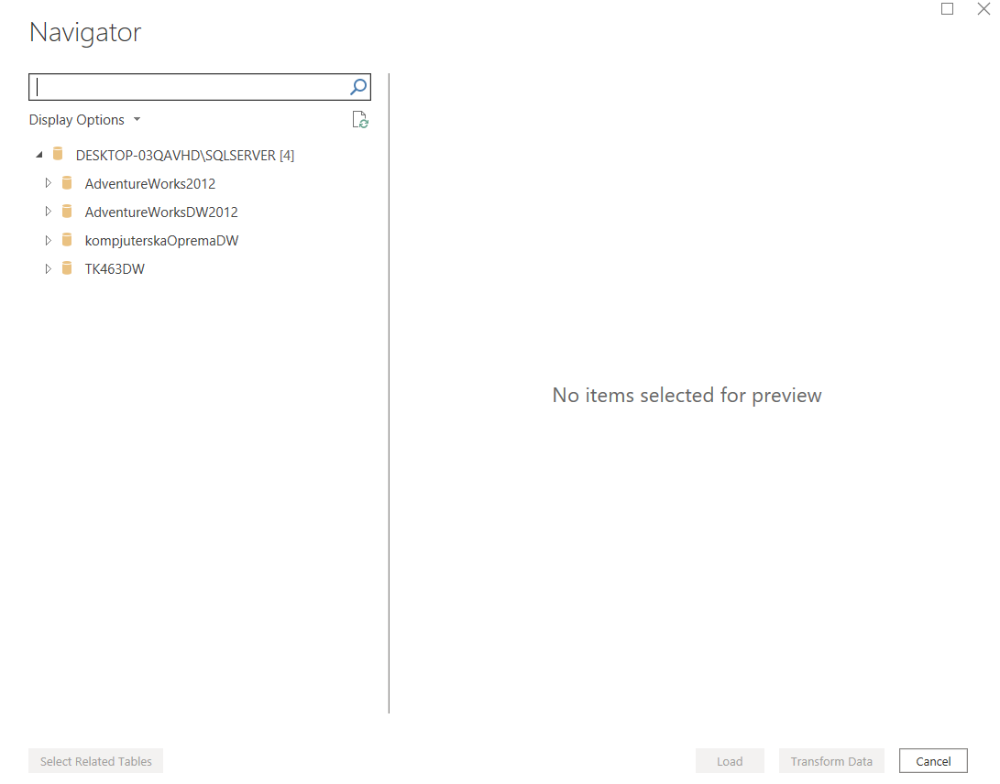 Navigator
Display Options
DESKTOP-03QAVHD\SQLSERVER [4]
AdventureWorks2012
AdventureWorksDW2012
kompjuterskaOpremaDW
TK463DW
No items selected for preview
Select Related Tables
Load
Transform Data
Cancel